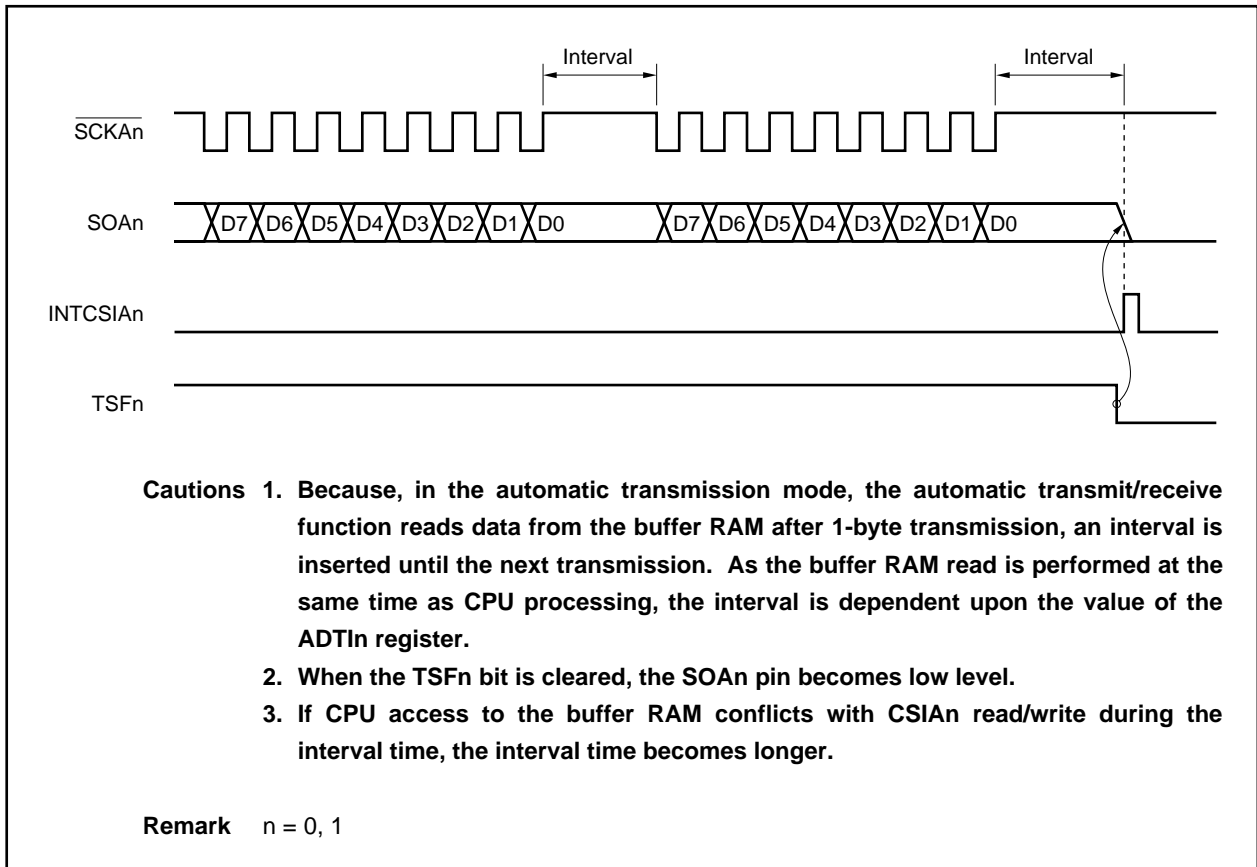 Interval Interval
SCKAn
SOAn D7 D6 D5 D4 D3 D2 D1 D0 D7 D6 D5 D4 D3 D2 D1 D0
INTCSIAn
TSFn
Cautions 1. Because, in the automatic transmission mode, the automatic transmit/receive
function reads data from the buffer RAM after 1-byte transmission, an interval is
inserted until the next transmission. As the buffer RAM read is performed at the
same time as CPU processing, the interval is dependent upon the value of the
ADTIn register.
2. When the TSFn bit is cleared, the SOAn pin becomes low level.
3. If CPU access to the buffer RAM conflicts with CSIAn read/write during the
interval time, the interval time becomes longer.
Remark n = 0, 1